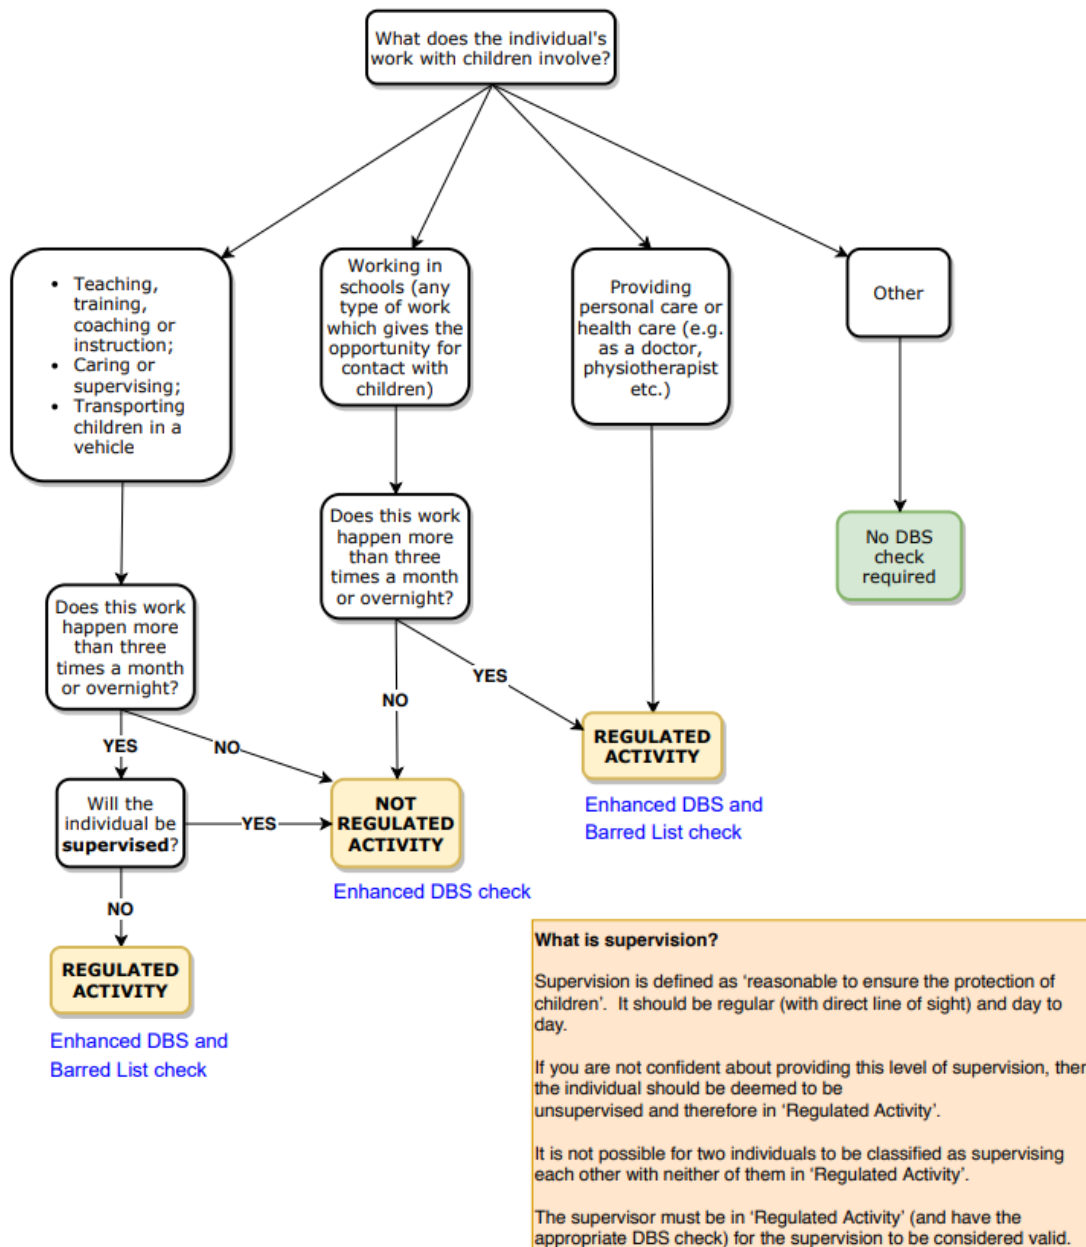 What does the individual's
work with children involve?
• Teaching,
training,
coaching or
instruction;
• Caring or
supervising;
• Transporting
children in a
vehicle
Working in
schools (any
type of work
which gives the
opportunity for
contact with
children)
Providing
personal care or
health care (e.g.
as a doctor,
physiotherapist
etc.)
Other
Does this work
happen more
than three
times a month
or overnight?
No DBS
check
required
Does this work
happen more
than three
times a month
or overnight?
YES
NO
NO
YES
REGULATED
ACTIVITY
Enhanced DBS and
Barred List check
Will the
individual be
supervised?
YES
NOT
REGULATED
ACTIVITY
Enhanced DBS check
NO
REGULATED
ACTIVITY
Enhanced DBS and
Barred List check
What is supervision?
Supervision is defined as ‘reasonable to ensure the protection of
children’. It should be regular (with direct line of sight) and day to
day.
If you are not confident about providing this level of supervision, then
the individual should be deemed to be
unsupervised and therefore in ‘Regulated Activity’.
It is not possible for two individuals to be classified as supervising
each other with neither of them in ‘Regulated Activity’.
The supervisor must be in ‘Regulated Activity’ (and have the
appropriate DBS check) for the supervision to be considered valid.